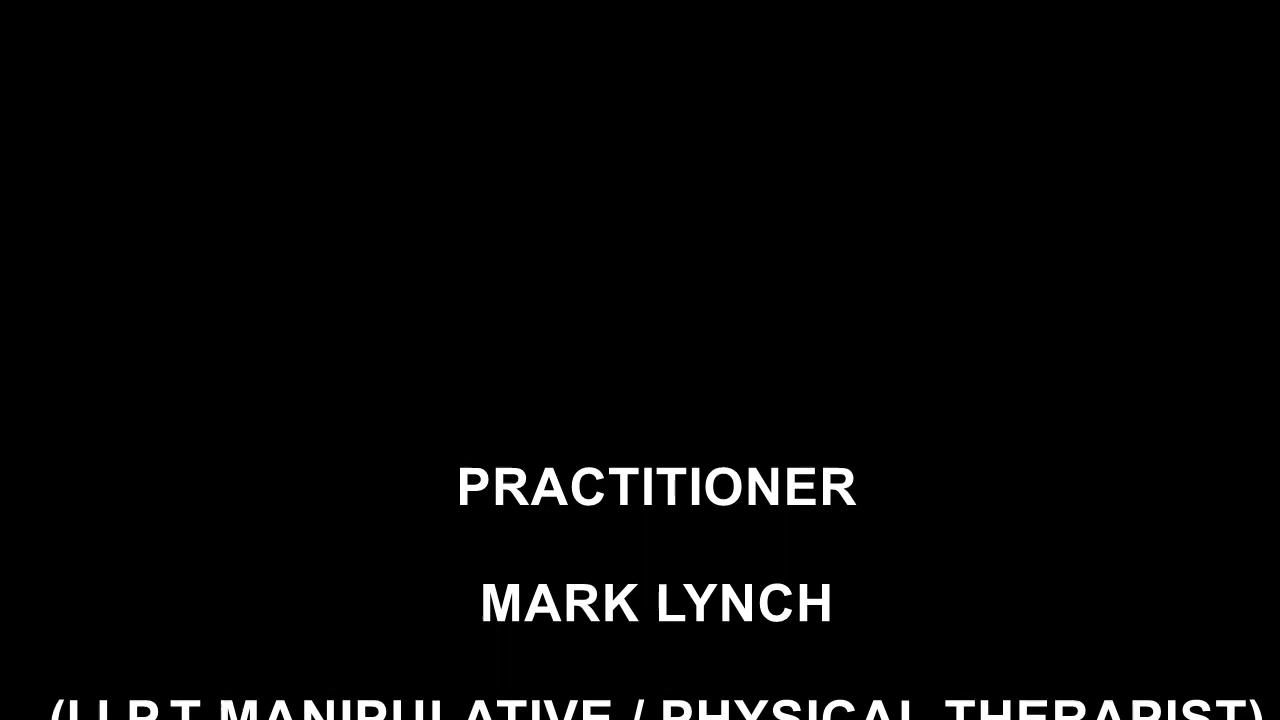 PRACTITIONER
MARK LYNCH
MANIPULATIVE / PHYSICAL THERAPIST)